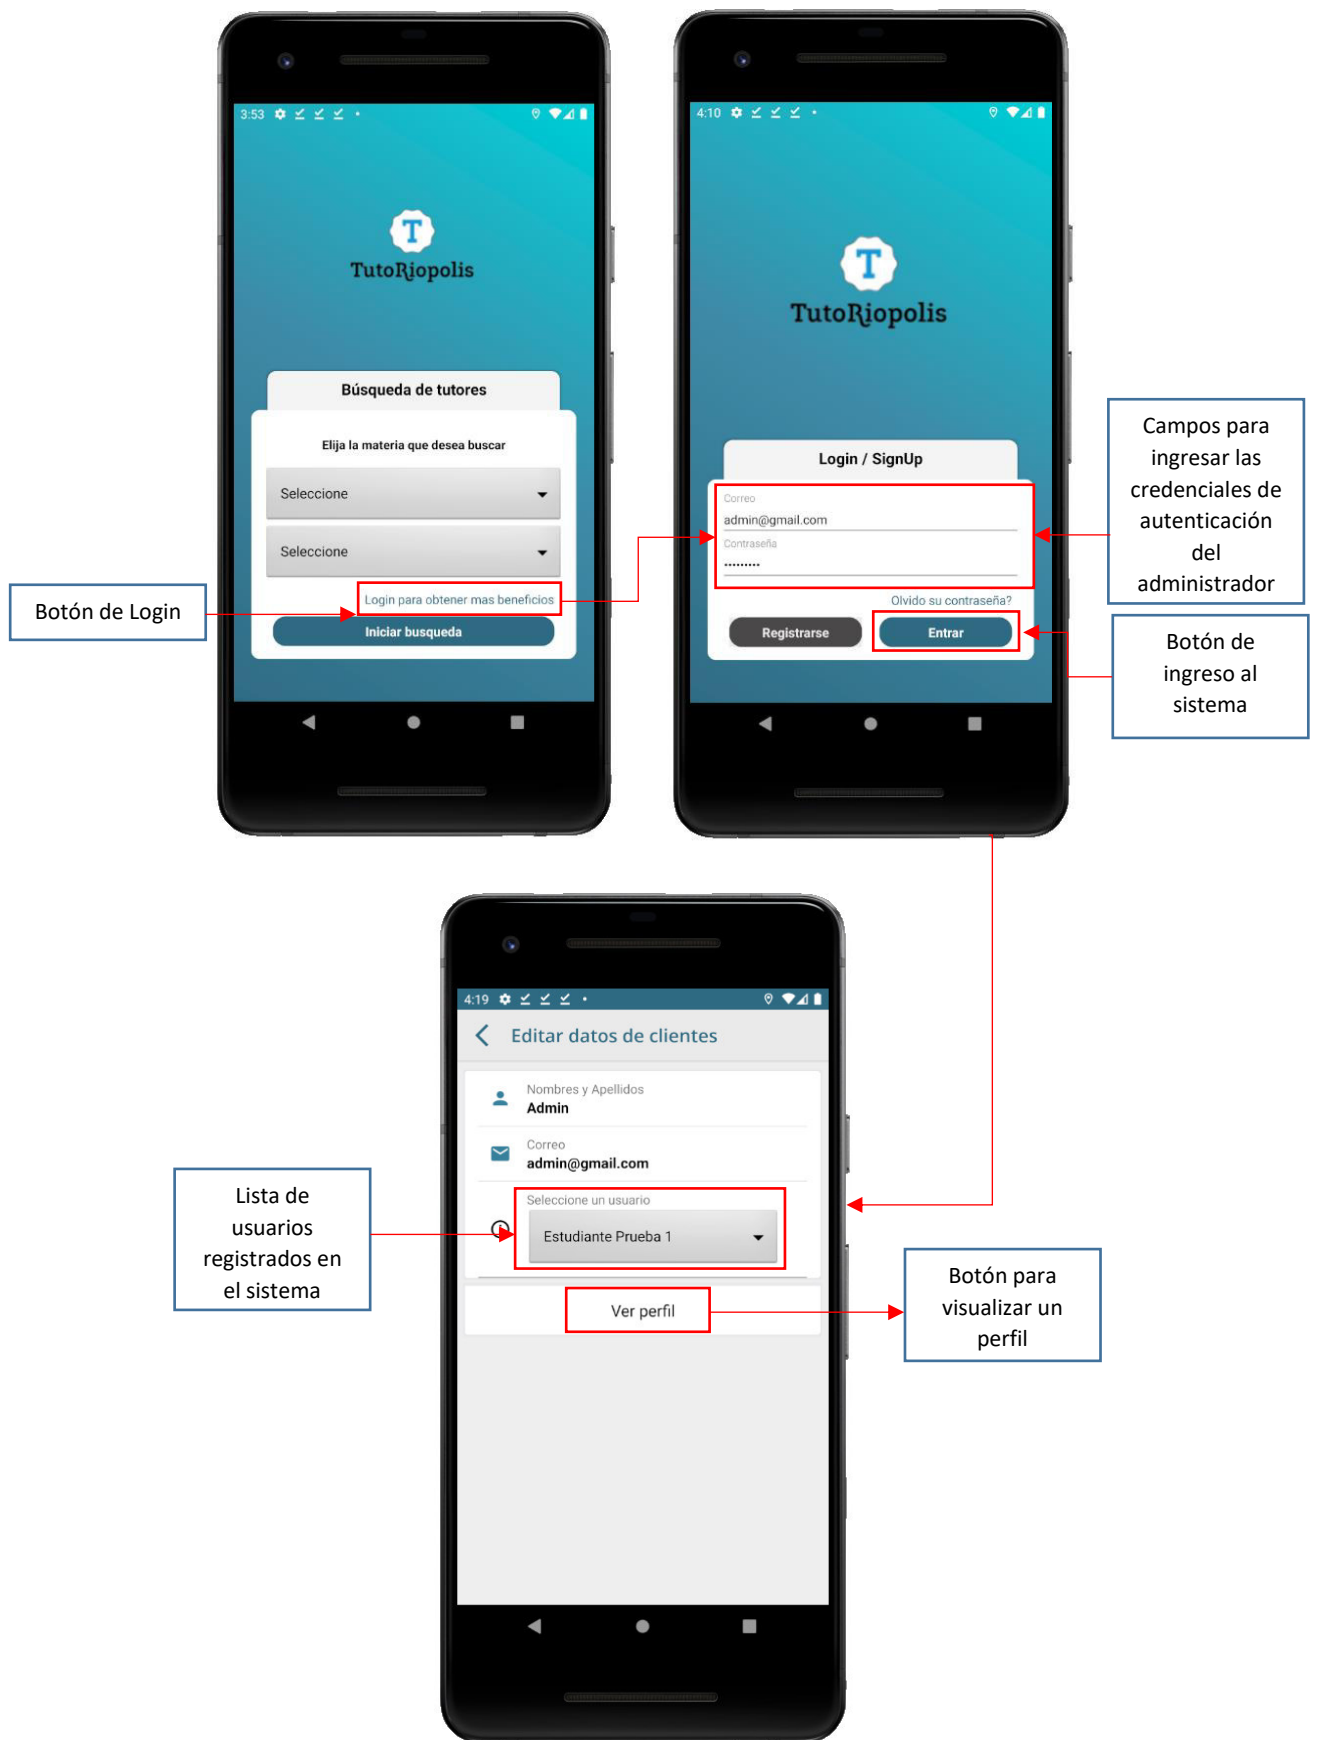 3:53
TutoRiopolis
Búsqueda de tutores
Elija la materia que desea buscar
Seleccione
Seleccione
Login para obtener mas beneficios
Iniciar busqueda
Botón de Login
4:10
TutoRiopolis
Login / SignUp
Correo
admin@gmail.com
Contraseña
•••••••••
Olvido su contraseña?
Registrarse
Entrar
Campos para
ingresar las
credenciales de
autenticación
del
administrador
Botón de
ingreso al
sistema
4:19
Editar datos de clientes
Nombres y Apellidos
Admin
Correo
admin@gmail.com
Seleccione un usuario
Estudiante Prueba 1
Ver perfil
Lista de
usuarios
registrados en
el sistema
Botón para
visualizar un
perfil